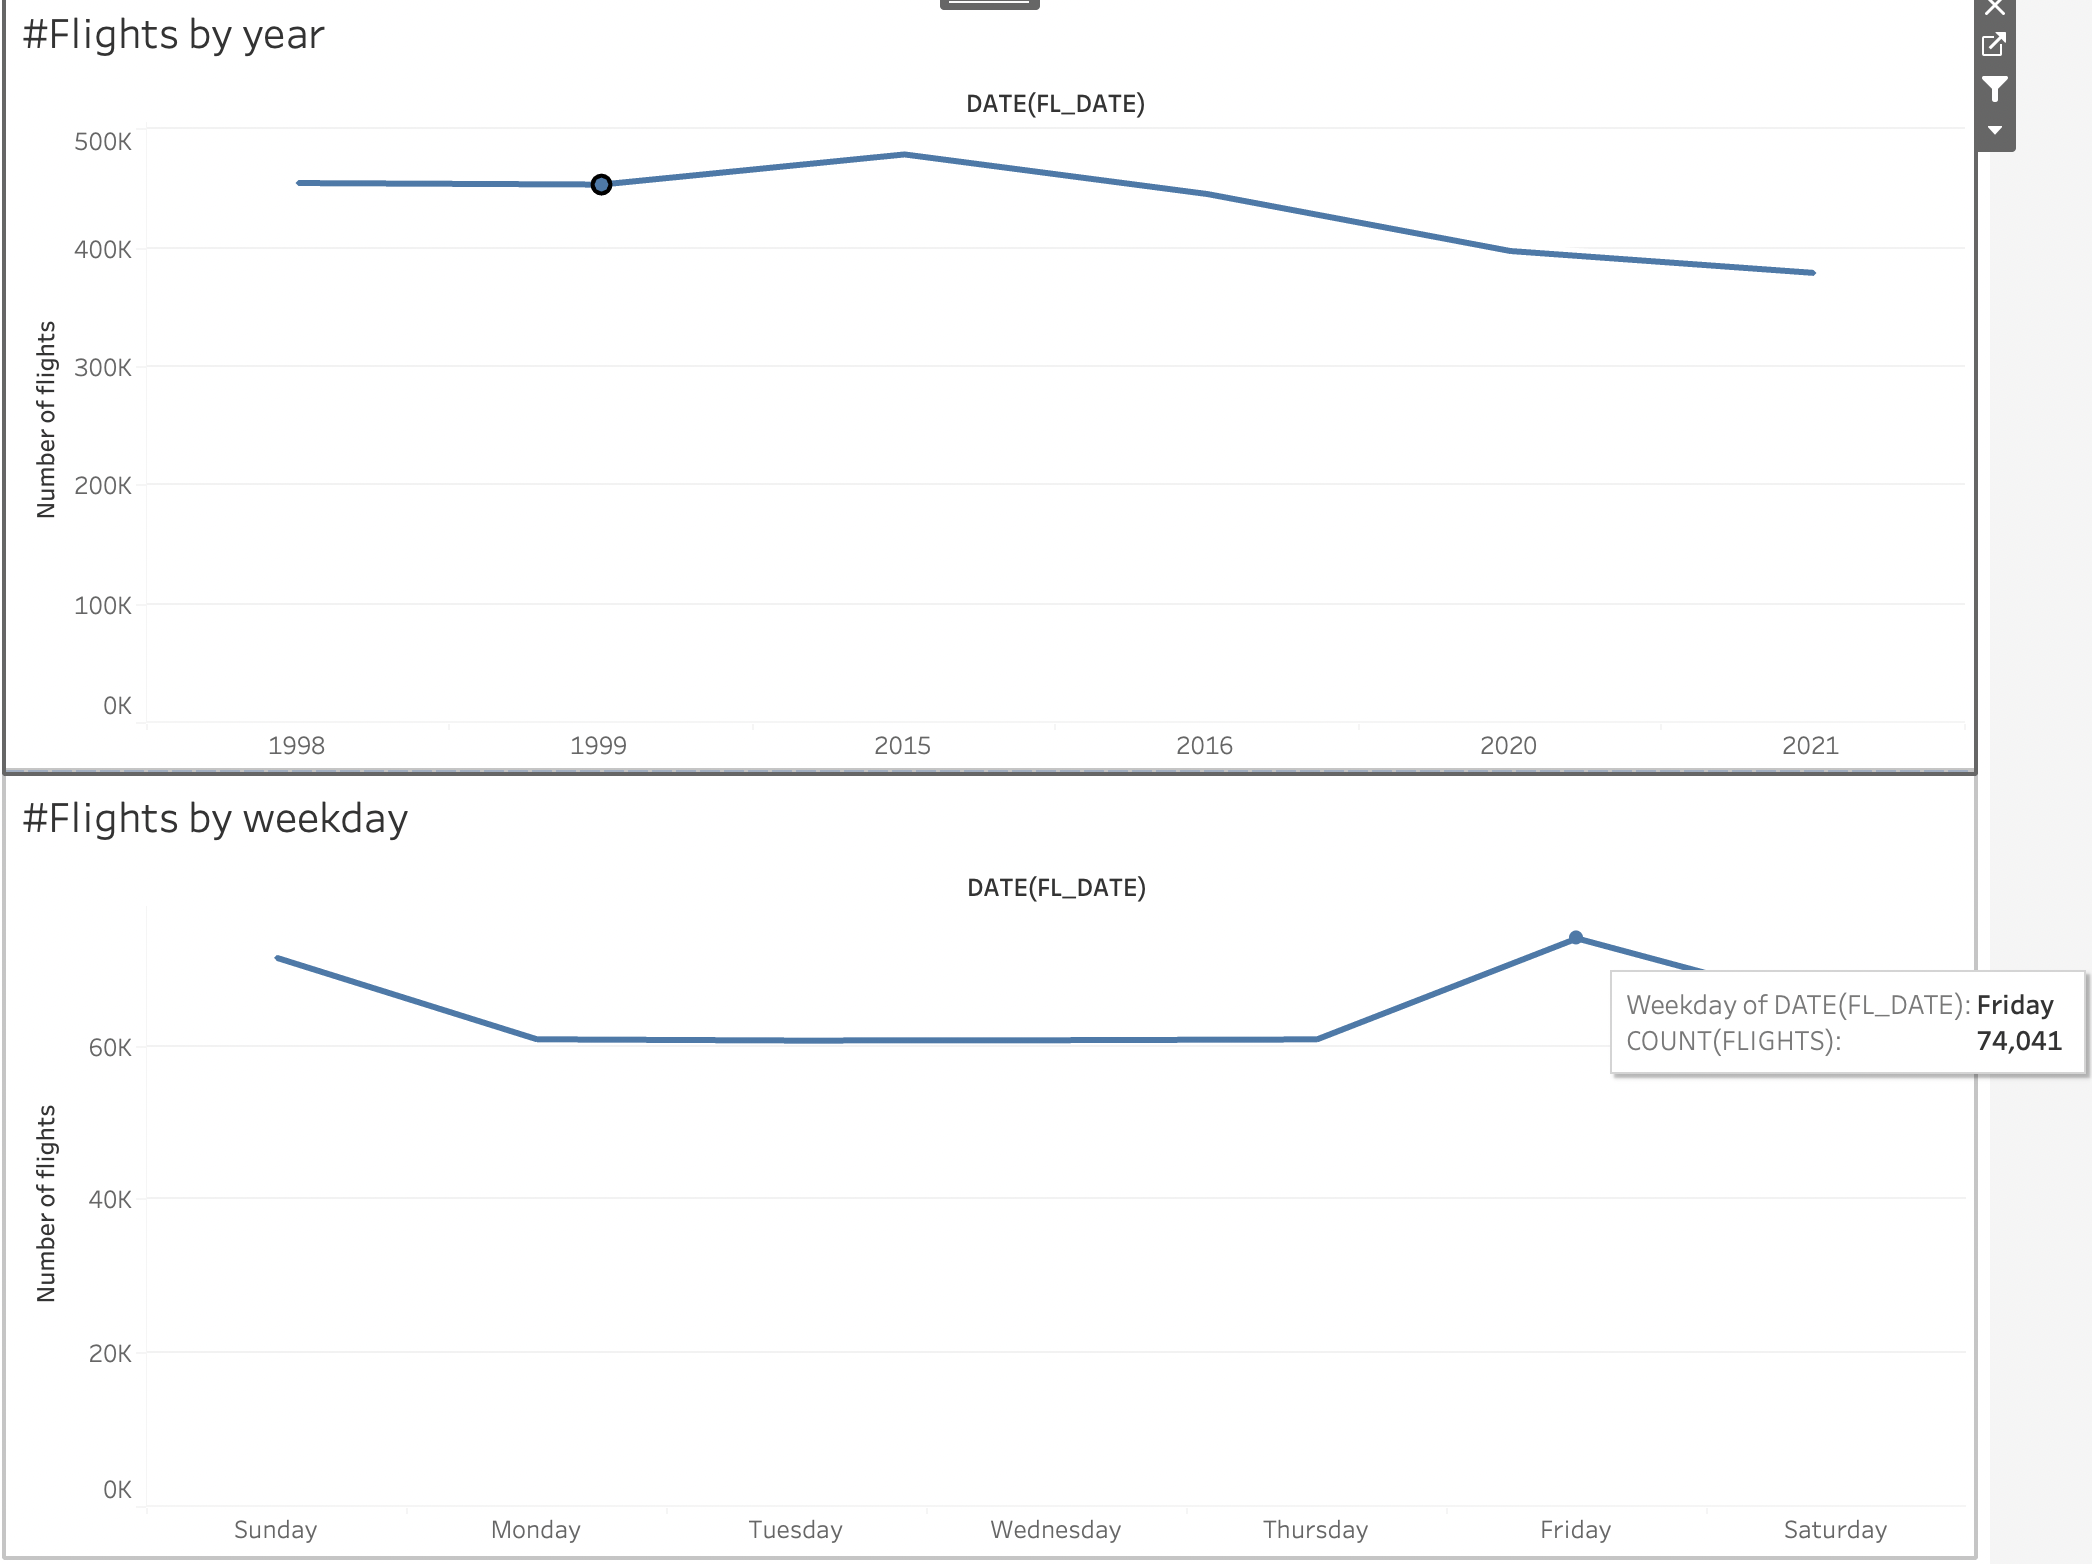 #Flights by year
DATE(FL_DATE)
500K
400K
300K
200K
100K
0K
Number of flights
1998 1999 2015 2016 2020 2021
#Flights by weekday
DATE(FL_DATE)
60K
40K
20K
0K
Number of flights
Weekday of DATE(FL_DATE): Friday
COUNT(FLIGHTS): 74,041
Sunday Monday Tuesday Wednesday Thursday Friday Saturday